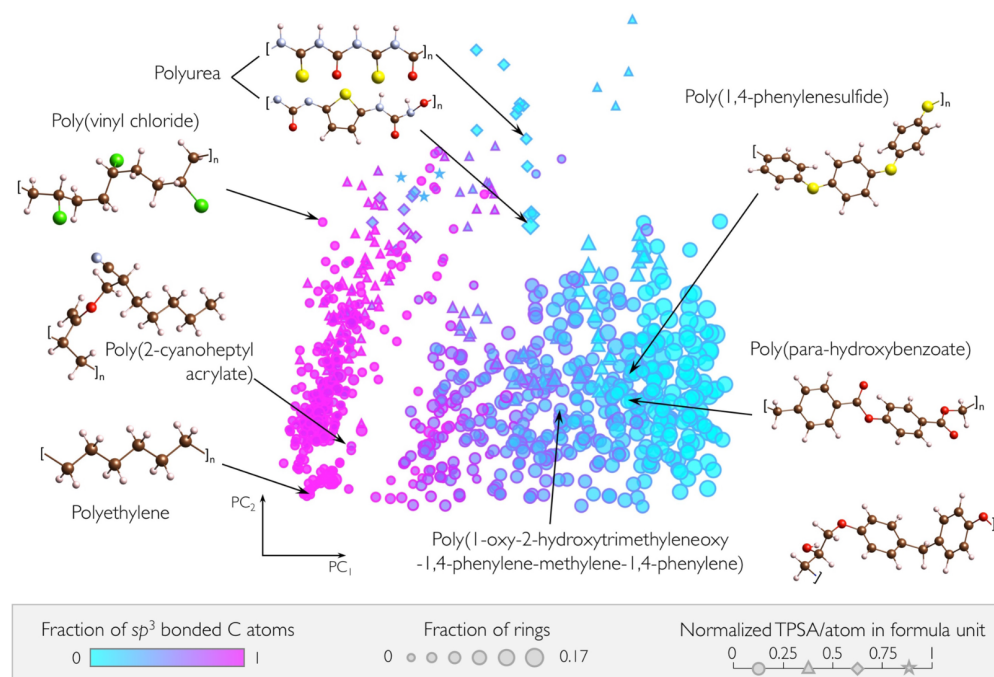 [
]n
Polyurea
[
]n
Poly(1,4-phenylenesulfide)
]n
[
Poly(vinyl chloride)
]n
[
[
]n
Poly(2-cyanoheptyl
acrylate)
Poly(para-hydroxybenzoate)
[
]n
[
]n
Polyethylene
PC2
PC1
Poly(1-oxy-2-hydroxytrimethyleneoxy
-1,4-phenylene-methylene-1,4-phenylene)
[
]
Fraction of sp3 bonded C atoms
0
1
Fraction of rings
0
0.17
Normalized TPSA/atom in formula unit
0 0.25 0.5 0.75 1